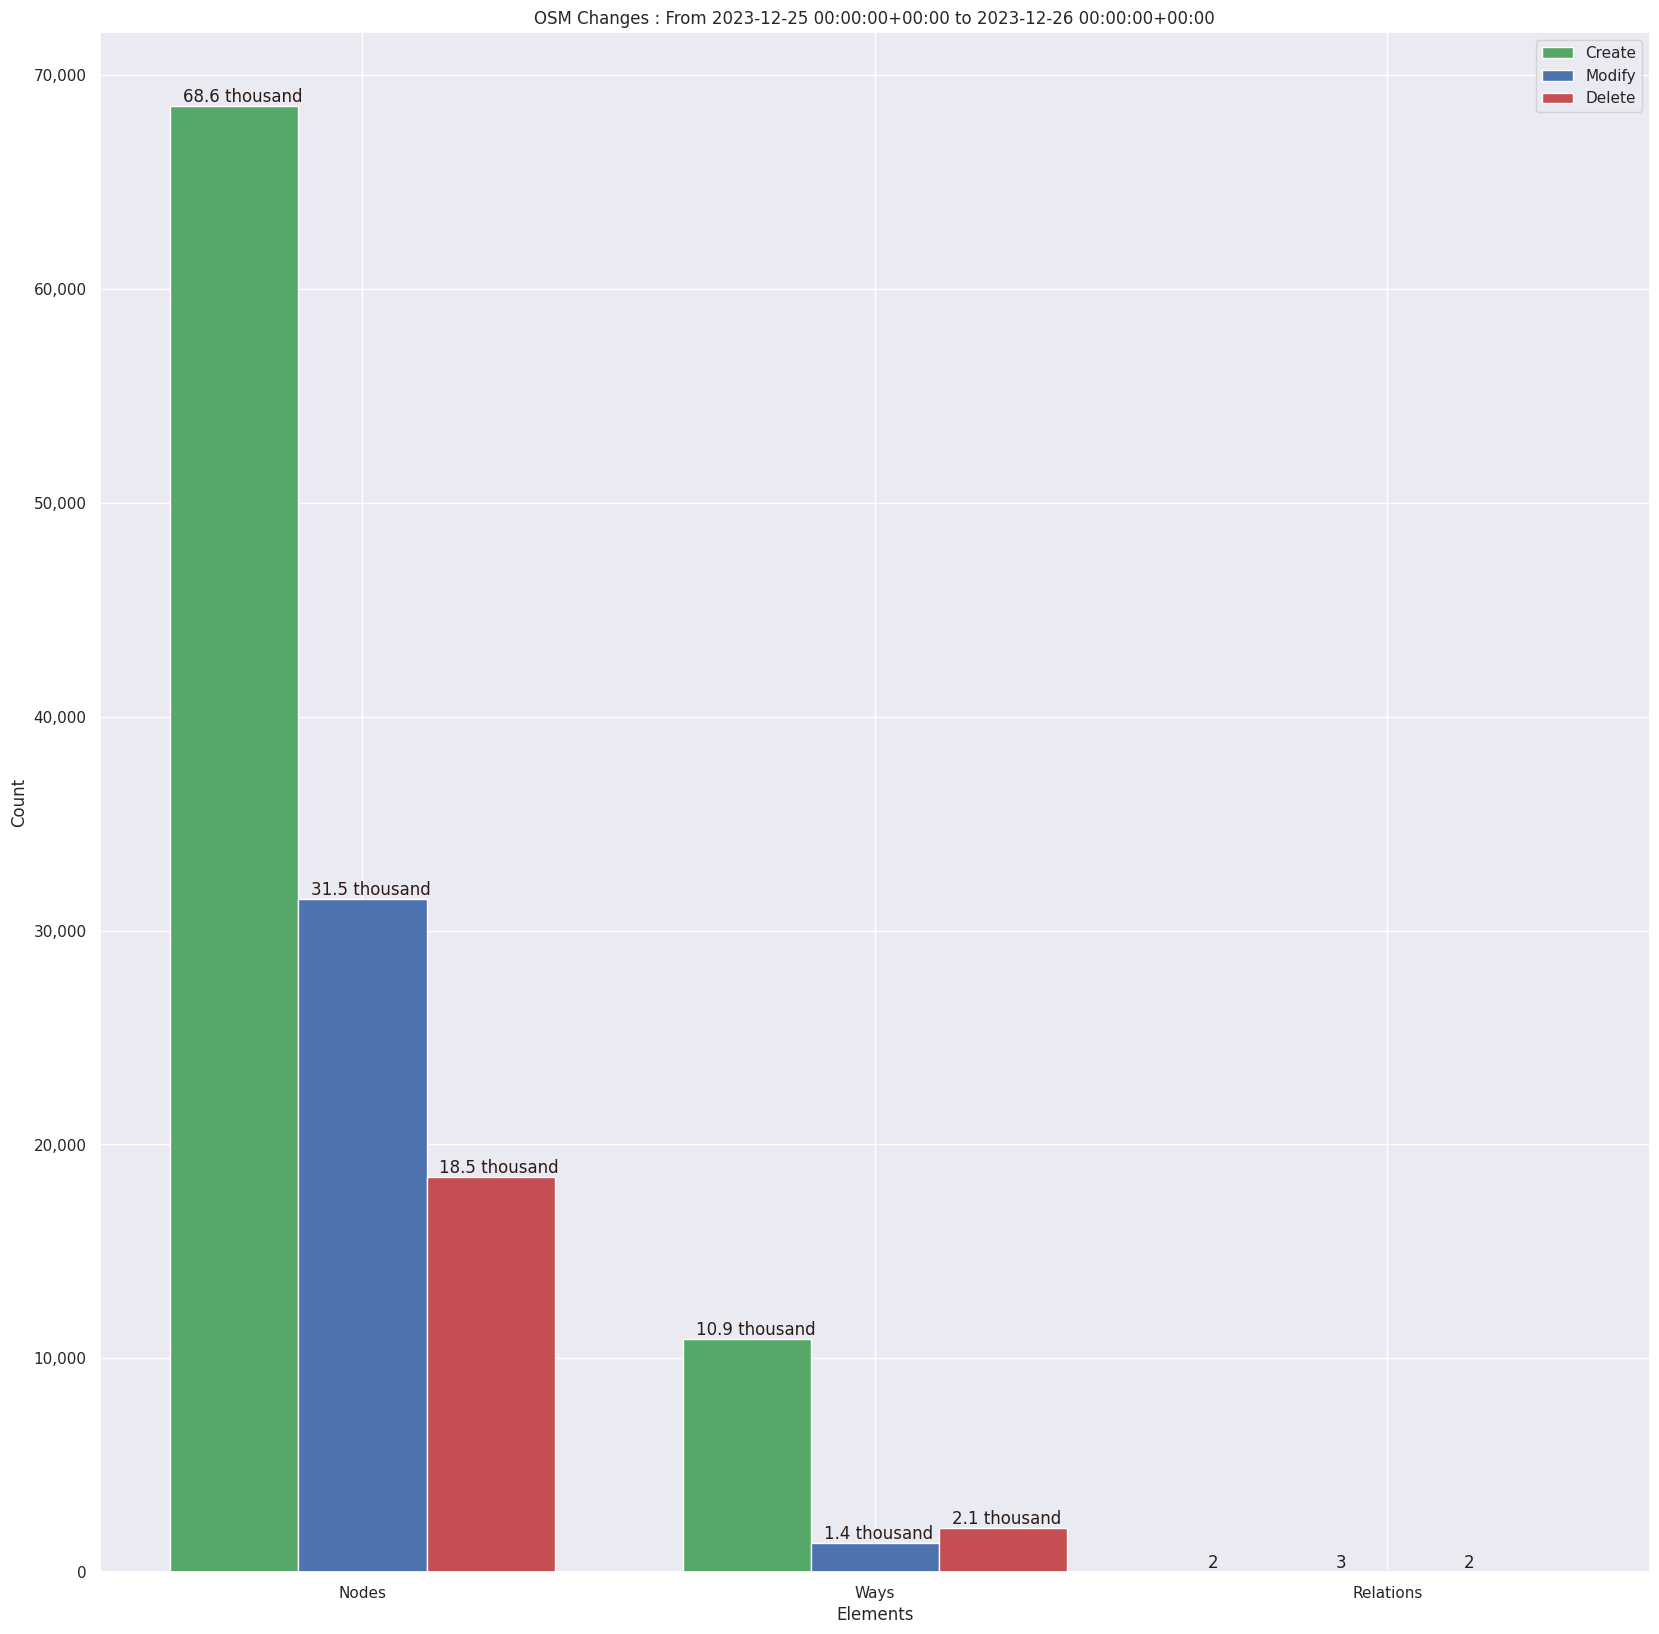 OSM Changes : From 2023-12-25 00:00:00+00:00 to 2023-12-26 00:00:00+00:00
Create
Modify
Delete
70,000
60,000
50,000
40,000
30,000
20,000
10,000
0
Count
68.6 thousand
31.5 thousand
18.5 thousand
10.9 thousand
1.4 thousand
2.1 thousand
2
3
2
Nodes
Ways
Relations
Elements